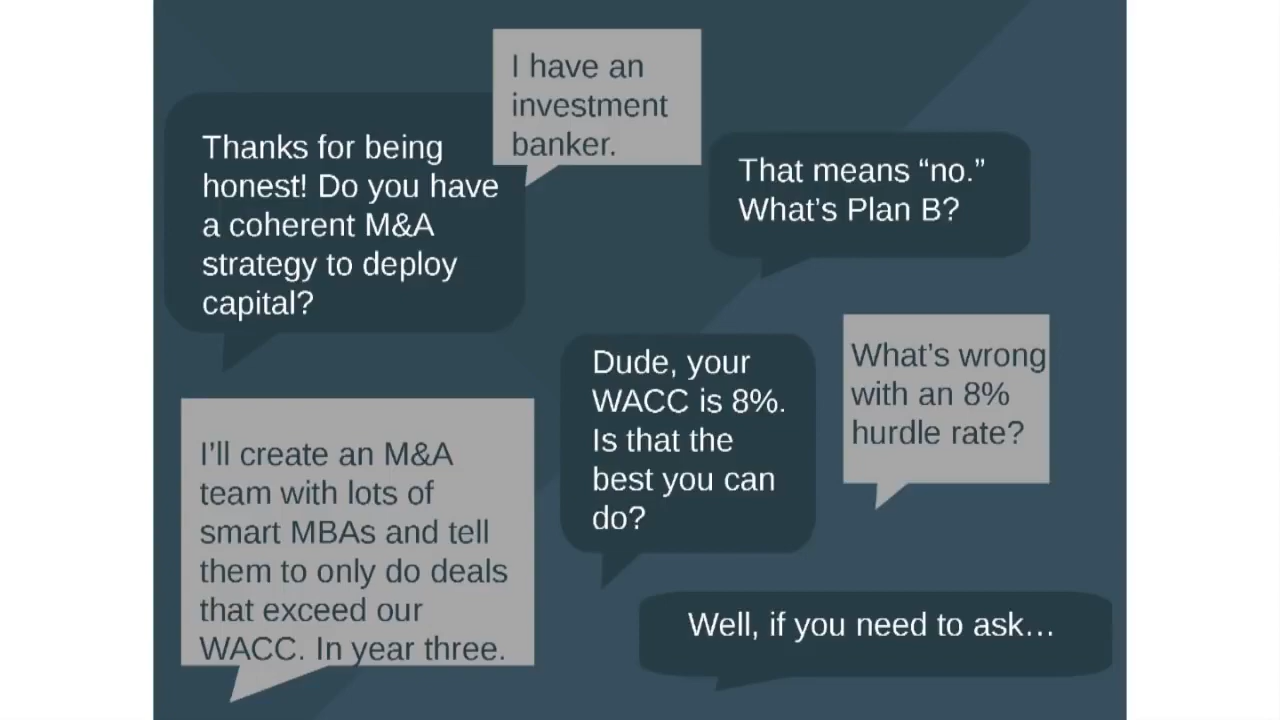 Thanks for being
honest! Do you have
a coherent M&A
strategy to deploy
capital?
I have an
investment
banker.
That means “no.”
What’s Plan B?
I’ll create an M&A
team with lots of
smart MBAs and tell
them to only do deals
that exceed our
WACC. In year three.
Dude, your
WACC is 8%.
Is that the
best you can
do?
What’s wrong
with an 8%
hurdle rate?
Well, if you need to ask…